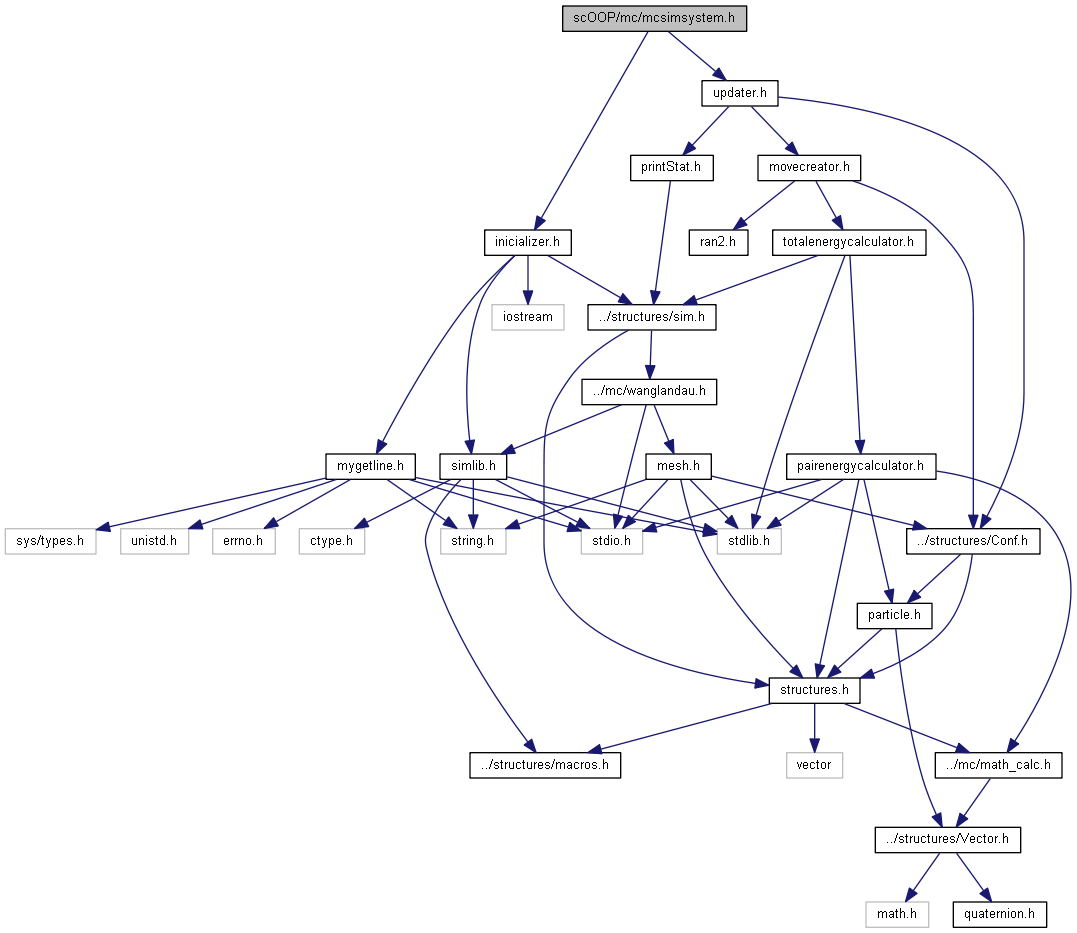 scOOP/mc/mcsimsystem.h
updater.h
printStat.h
movecreator.h
inicializer.h
ran2.h
totalenergycalculator.h
iostream
../structures/sim.h
../mc/wanglandau.h
mygetline.h
simlib.h
mesh.h
pairenergycalculator.h
sys/types.h
unistd.h
errno.h
ctype.h
string.h
stdio.h
stdlib.h
../structures/Conf.h
particle.h
structures.h
../structures/macros.h
vector
../mc/math_calc.h
../structures/Vector.h
math.h
quaternion.h